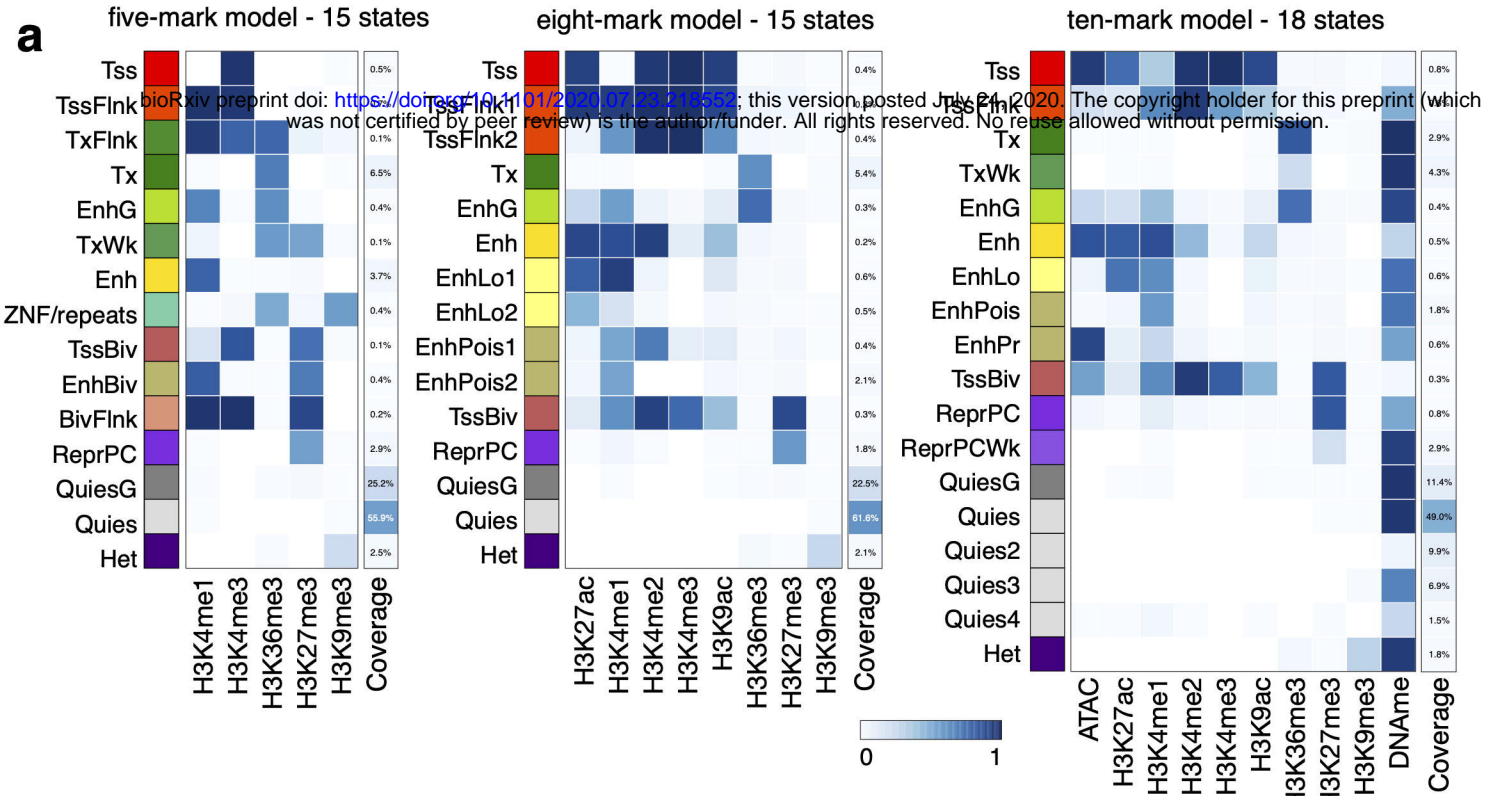 a
five-mark model - 15 states
Tss
TssFlnk
TxFlnk
Tx
EnhG
TxWk
Enh
ZNF/repeats
TssBiv
EnhBiv
BivFlnk
ReprPC
QuiesG
Quies
Het
0.5%
0.1%
6.5%
0.4%
0.1%
3.7%
0.4%
0.1%
0.4%
0.2%
2.9%
25.2%
55.9%
2.5%
H3K4me1
H3K4me3
H3K36me3
H3K27me3
H3K9me3
Coverage
eight-mark model - 15 states
Tss
TssFlnk1
TssFlnk2
Tx
EnhG
Enh
EnhLo1
EnhLo2
EnhPois1
EnhPois2
TssBiv
ReprPC
QuiesG
Quies
Het
0.4%
0.4%
5.4%
0.3%
0.2%
0.6%
0.5%
0.4%
2.1%
0.3%
1.8%
22.5%
61.6%
2.1%
H3K27ac
H3K4me1
H3K4me2
H3K4me3
H3K9ac
H3K36me3
H3K27me3
H3K9me3
Coverage
ten-mark model - 18 states
Tss
TssFlnk
Tx
TxWk
EnhG
Enh
EnhLo
EnhPois
EnhPr
TssBiv
ReprPC
ReprPCWk
QuiesG
Quies
Quies2
Quies3
Quies4
Het
0.8%
2.9%
4.3%
0.4%
0.5%
0.6%
1.8%
0.6%
0.3%
0.8%
2.9%
11.4%
49.0%
9.9%
6.9%
1.5%
1.8%
ATAC
H3K27ac
H3K4me1
H3K4me2
H3K4me3
H3K9ac
I3K36me3
I3K27me3
H3K9me3
DNAme
Coverage
0
1
bioRxiv preprint doi: https://doi.org/10.1101/2020.07.23.218552; this version posted July 24, 2020. The copyright holder for this preprint (which
was not certified by peer review) is the author/funder. All rights reserved. No reuse allowed without permission.